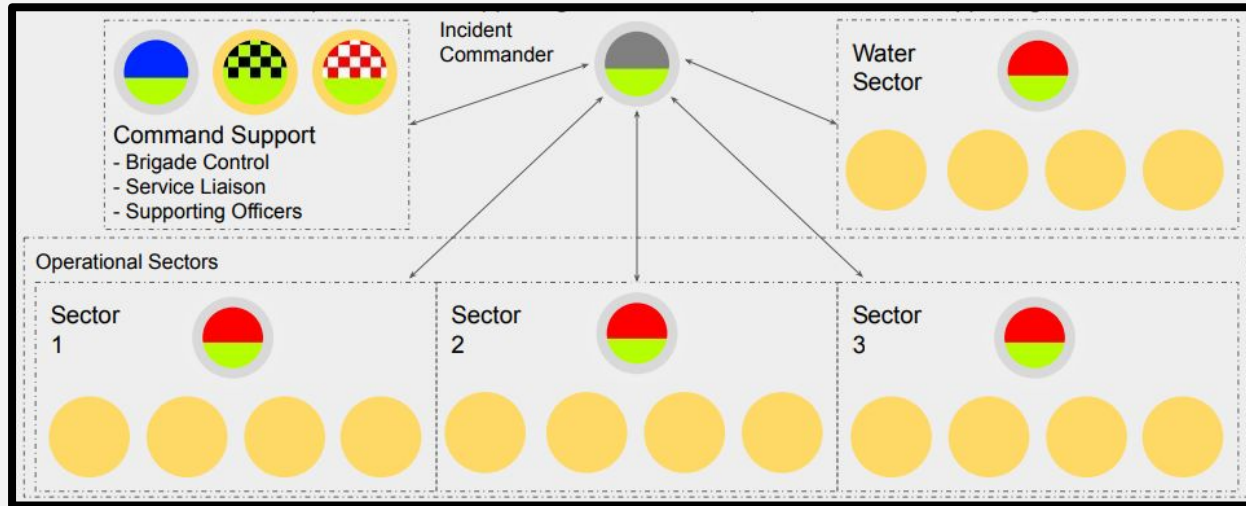 Incident
Commander
Command Support
- Brigade Control
- Service Liaison
- Supporting Officers
Water
Sector
Operational Sectors
Sector
1
Sector
2
Sector
3